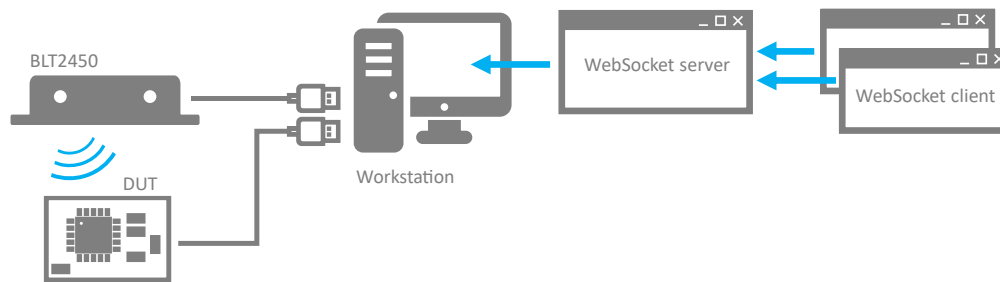 BLT2450
WebSocket server
WebSocket client
Workstation
DUT